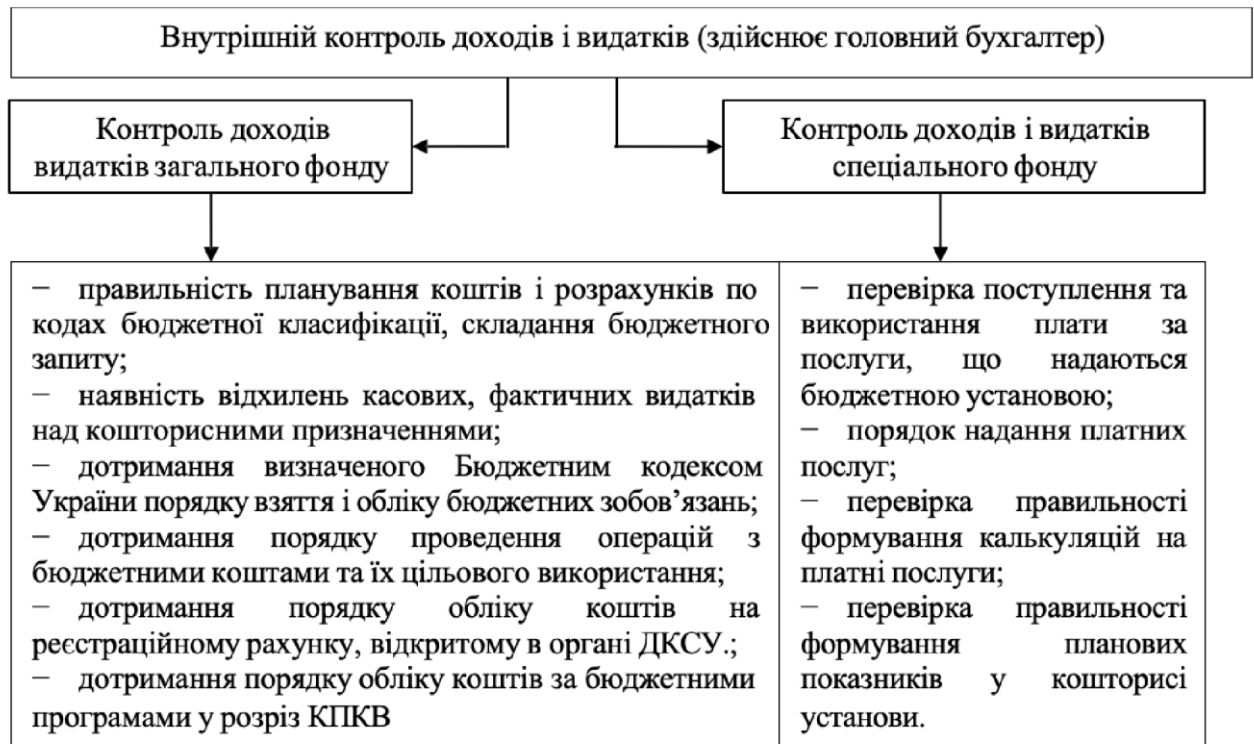 Внутрішній контроль доходів і видатків (здійснює головний бухгалтер)
Контроль доходів
видатків загального фонду
Контроль доходів і видатків
спеціального фонду
− правильність планування коштів і розрахунків по
кодах бюджетної класифікації, складання бюджетного
запиту;
− наявність відхилень касових, фактичних видатків
над кошторисними призначеннями;
− дотримання визначеного Бюджетним кодексом
України порядку взяття і обліку бюджетних зобов’язань;
− дотримання порядку проведення операцій з
бюджетними коштами та їх цільового використання;
− дотримання порядку обліку коштів на
реєстраційному рахунку, відкритому в органі ДКСУ.;
− дотримання порядку обліку коштів за бюджетними
програмами у розріз КПКВ
− перевірка поступлення та
використання плати за
послуги, що надаються
бюджетною установою;
− порядок надання платних
послуг;
− перевірка правильності
формування калькуляцій на
платні послуги;
− перевірка правильності
формування планових
показників у кошторисі
установи.